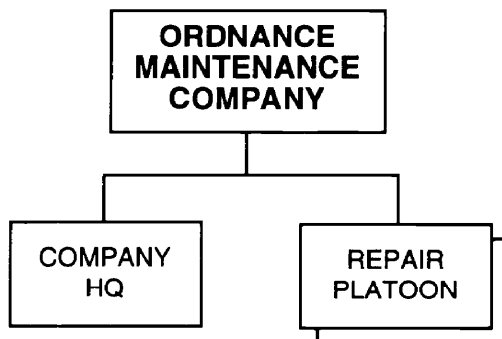 ORDNANCE
MAINTENANCE
COMPANY
COMPANY
HQ
REPAIR
PLATOON